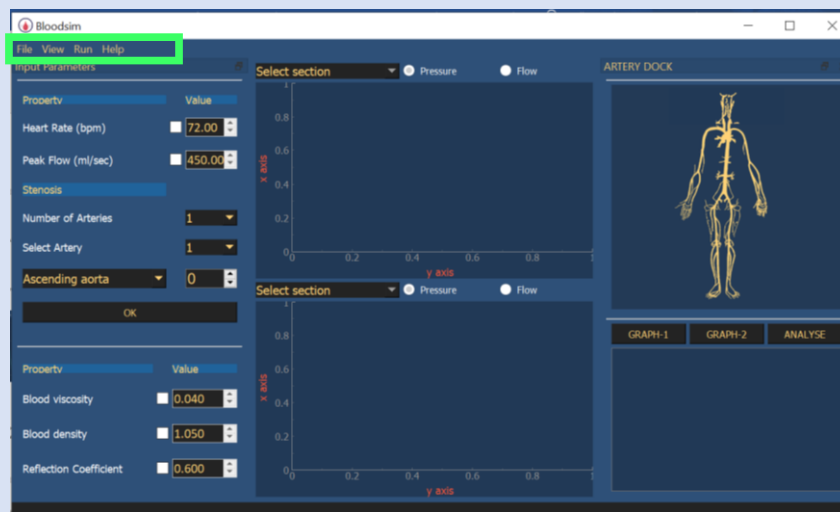 Bloodsim
File View Run Help
Input Parameters
Property Value
Heart Rate (bpm) 72.00
Peak Flow (ml/sec) 450.00
Stenosis
Number of Arteries 1
Select Artery 1
Ascending aorta 0
OK
Property Value
Blood viscosity 0.040
Blood density 1.050
Reflection Coefficient 0.600
Select section Pressure Flow
1
0.8
x axis
0.6
0.4
0.2
0
0 0.2 0.4 0.6 0.8 1
y axis
Select section Pressure Flow
1
0.8
x axis
0.6
0.4
0.2
0
0 0.2 0.4 0.6 0.8 1
y axis
ARTERY DOCK
GRAPH-1 GRAPH-2 ANALYSE